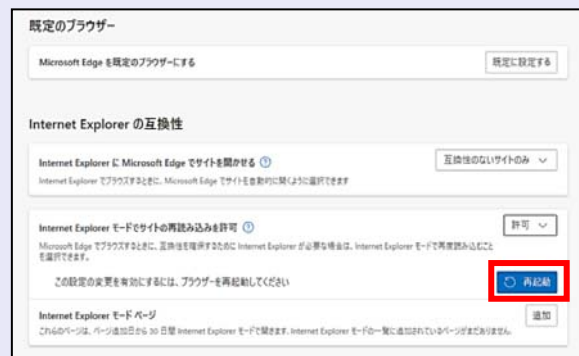 既定のブラウザー
Microsoft Edge を既定のブラウザーにする
既定に設定する
Internet Explorer の互換性
Internet Explorer に Microsoft Edge でサイトを開かせる
互換性のないサイトのみ
Internet Explorer でブラウズするときに、Microsoft Edge でサイトを自動的に開くように選択できます
Internet Explorer モードでサイトの再読み込みを許可
許可
Microsoft Edge でブラウズするときに、互換性を確保するために Internet Explorer が必要な場合は、Internet Explorer モードで再度読み込むこと
を選択できます。
この設定の変更を有効にするには、ブラウザーを再起動してください
再起動
Internet Explorer モード ページ
追加
これらのページは、ページ追加日から 30 日間 Internet Explorer モードで開きます。Internet Explorer モードの一覧に追加されているページがまだありません。